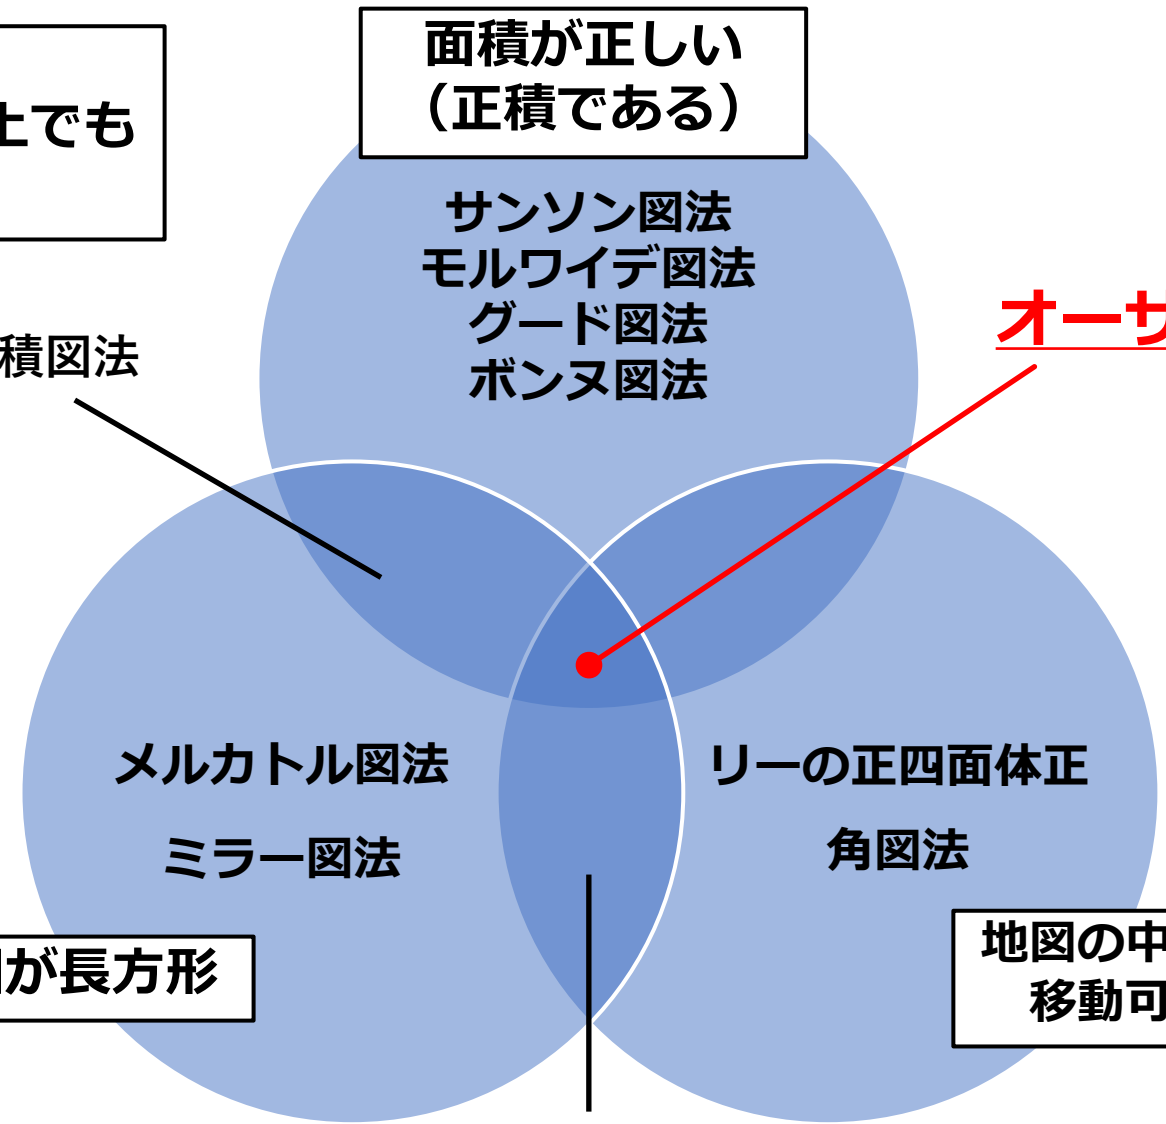 面積が正しい
（正積である）
上でも
サンソン図法
モルワイデ図法
グード図法
ボンヌ図法
オーサ
積図法
メルカトル図法
ミラー図法
リーの正四面体正
角図法
が長方形
地図の中
移動可